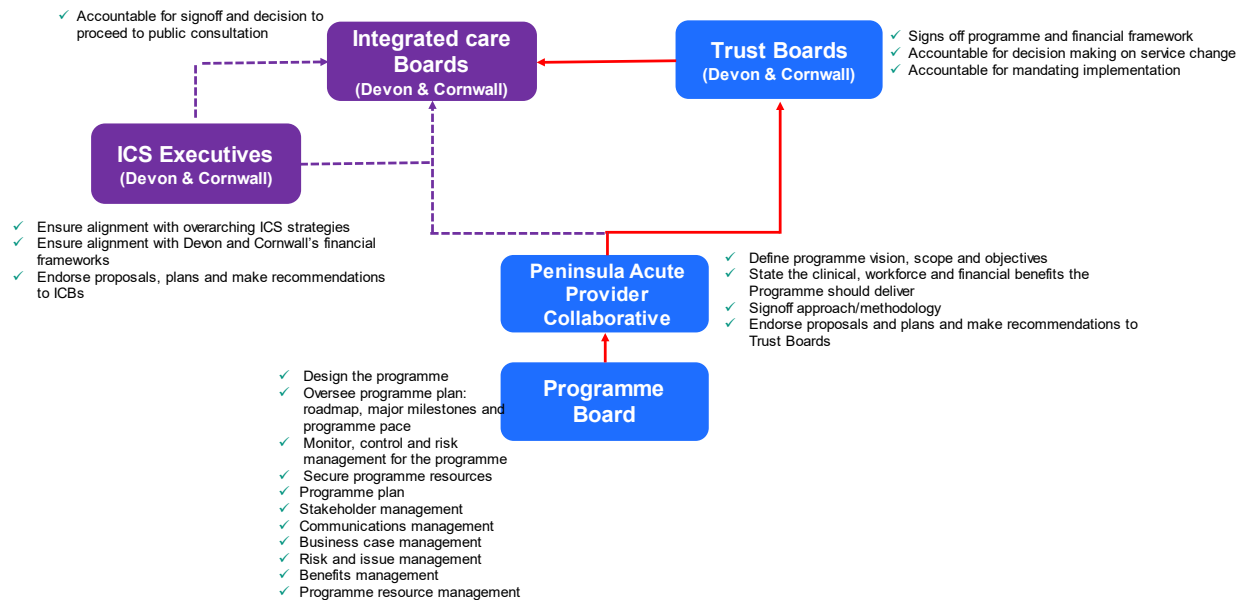 Accountable for signoff and decision to
proceed to public consultation
Integrated care
Boards
(Devon & Cornwall)
Trust Boards
(Devon & Cornwall)
Signs off programme and financial framework
Accountable for decision making on service change
Accountable for mandating implementation
ICS Executives
(Devon & Cornwall)
Ensure alignment with overarching ICS strategies
Ensure alignment with Devon and Cornwall's financial
frameworks
Endorse proposals, plans and make recommendations
to ICBs
Peninsula Acute
Provider
Collaborative
Define programme vision, scope and objectives
State the clinical, workforce and financial benefits the
Programme should deliver
Signoff approach/methodology
Endorse proposals and plans and make recommendations to
Trust Boards
Programme
Board
Design the programme
Oversee programme plan:
roadmap, major milestones and
programme pace
Monitor, control and risk
management for the programme
Secure programme resources
Programme plan
Stakeholder management
Communications management
Business case management
Risk and issue management
Benefits management
Programme resource management